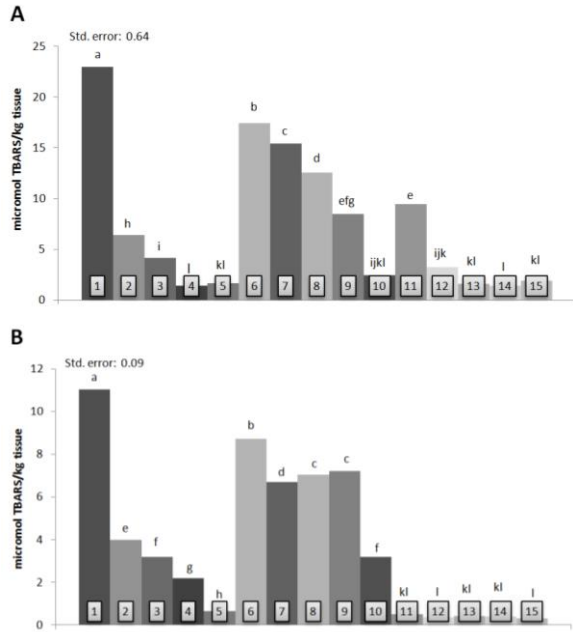 A
Std. error: 0.64
micromol TBARS/kg tissue
25
20
15
10
5
0
a
h
i
l
kl
b
c
d
efg
ijkl
e
ijk
kl
l
kl
1 2 3 4 5 6 7 8 9 10 11 12 13 14 15
B
Std. error: 0.09
micromol TBARS/kg tissue
12
10
8
6
4
2
0
a
e
f
g
h
b
d
c
c
f
kl
l
kl
kl
l
1 2 3 4 5 6 7 8 9 10 11 12 13 14 15